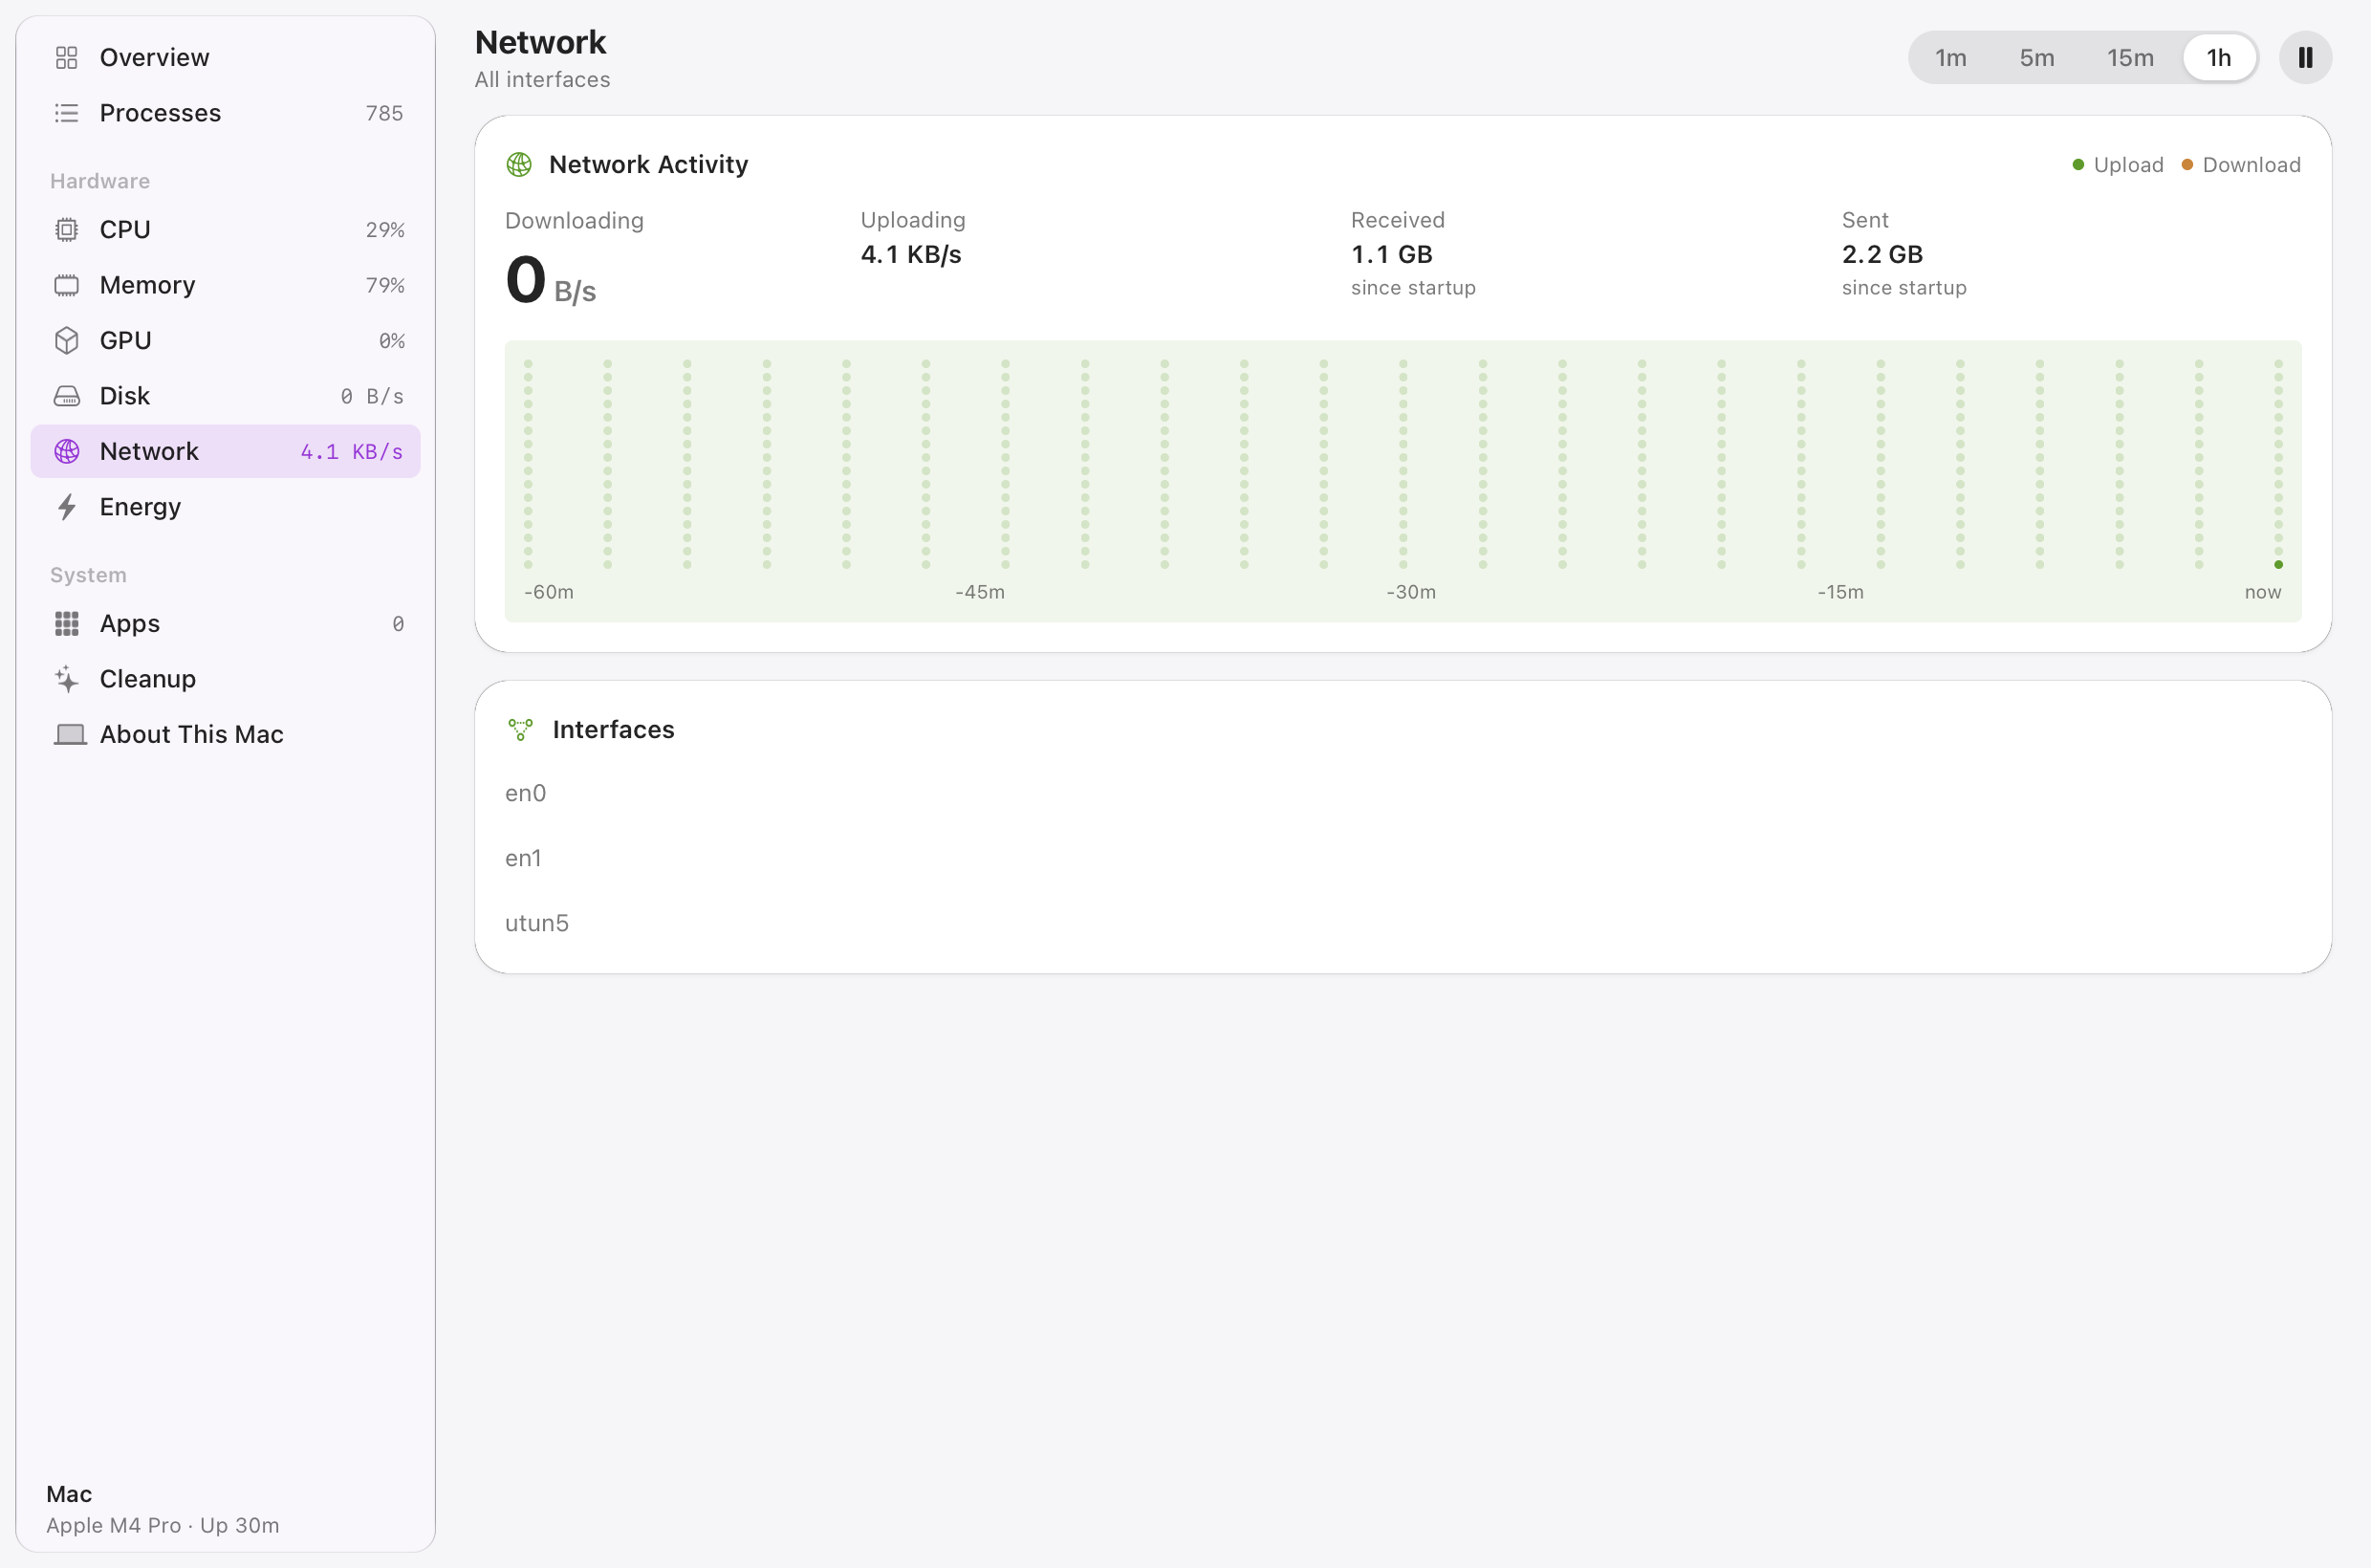 Overview
Processes 785
Hardware
CPU 29%
Memory 79%
GPU 0%
Disk 0 B/s
Network 4.1 KB/s
Energy
System
Apps 0
Cleanup
About This Mac
Mac
Apple M4 Pro · Up 30m
Network
All interfaces
1m 5m 15m 1h
Network Activity
Upload Download
Downloading
0 B/s
Uploading
4.1 KB/s
Received
1.1 GB
since startup
Sent
2.2 GB
since startup
-60m -45m -30m -15m now
Interfaces
en0
en1
utun5